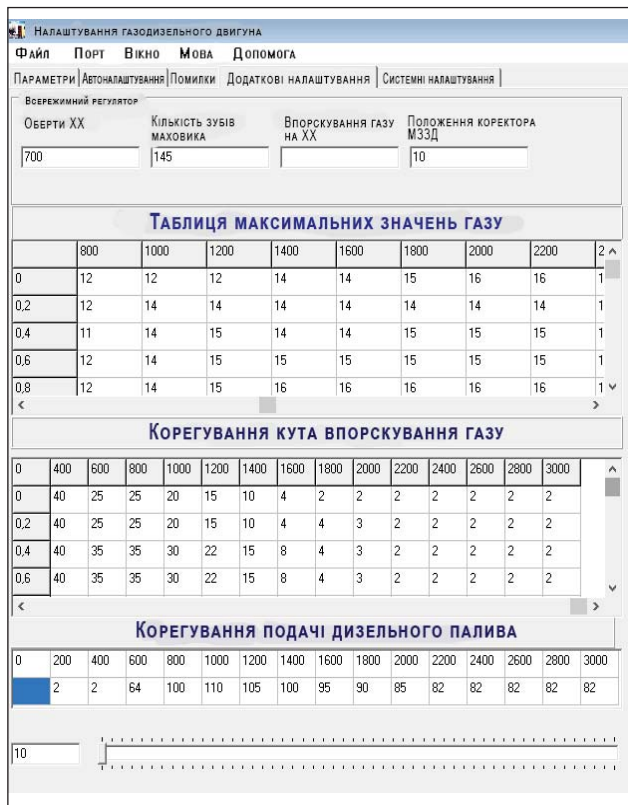 Налаштування газодизельного двигуна
Файл Порт Вікно Мова Допомога
Параметри Автоналаштування Помилки Додаткові налаштування Системні налаштування
Всережимний регулятор
Оберти ХХ Кількість зубів маховика Впорскування газу на ХХ Положення коректора МЗЗД
700 145 10
Таблиця максимальних значень газу
800 1000 1200 1400 1600 1800 2000 2200 2
0 12 12 12 14 14 15 16 16 1
0,2 12 14 14 14 14 14 14 14 1
0,4 11 14 15 14 14 15 15 15 1
0,6 12 14 15 15 15 15 15 15 1
0,8 12 14 15 16 16 16 16 16 1
Корегування кута впорскування газу
0 400 600 800 1000 1200 1400 1600 1800 2000 2200 2400 2600 2800 3000
0 40 25 25 20 15 10 4 2 2 2 2 2 2 2
0,2 40 25 25 20 15 10 4 4 3 2 2 2 2 2
0,4 40 35 35 30 22 15 8 4 3 2 2 2 2 2
0,6 40 35 35 30 22 15 8 4 3 2 2 2 2 2
Корегування подачі дизельного палива
0 200 400 600 800 1000 1200 1400 1600 1800 2000 2200 2400 2600 2800 3000
2 2 64 100 110 105 100 95 90 85 82 82 82 82 82
10